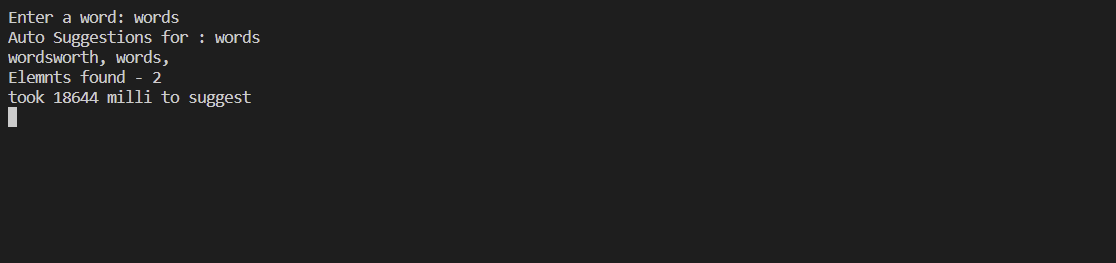 Enter a word: words
Auto Suggestions for : words
wordsworth, words,
Elemnts found - 2
took 18644 milli to suggest